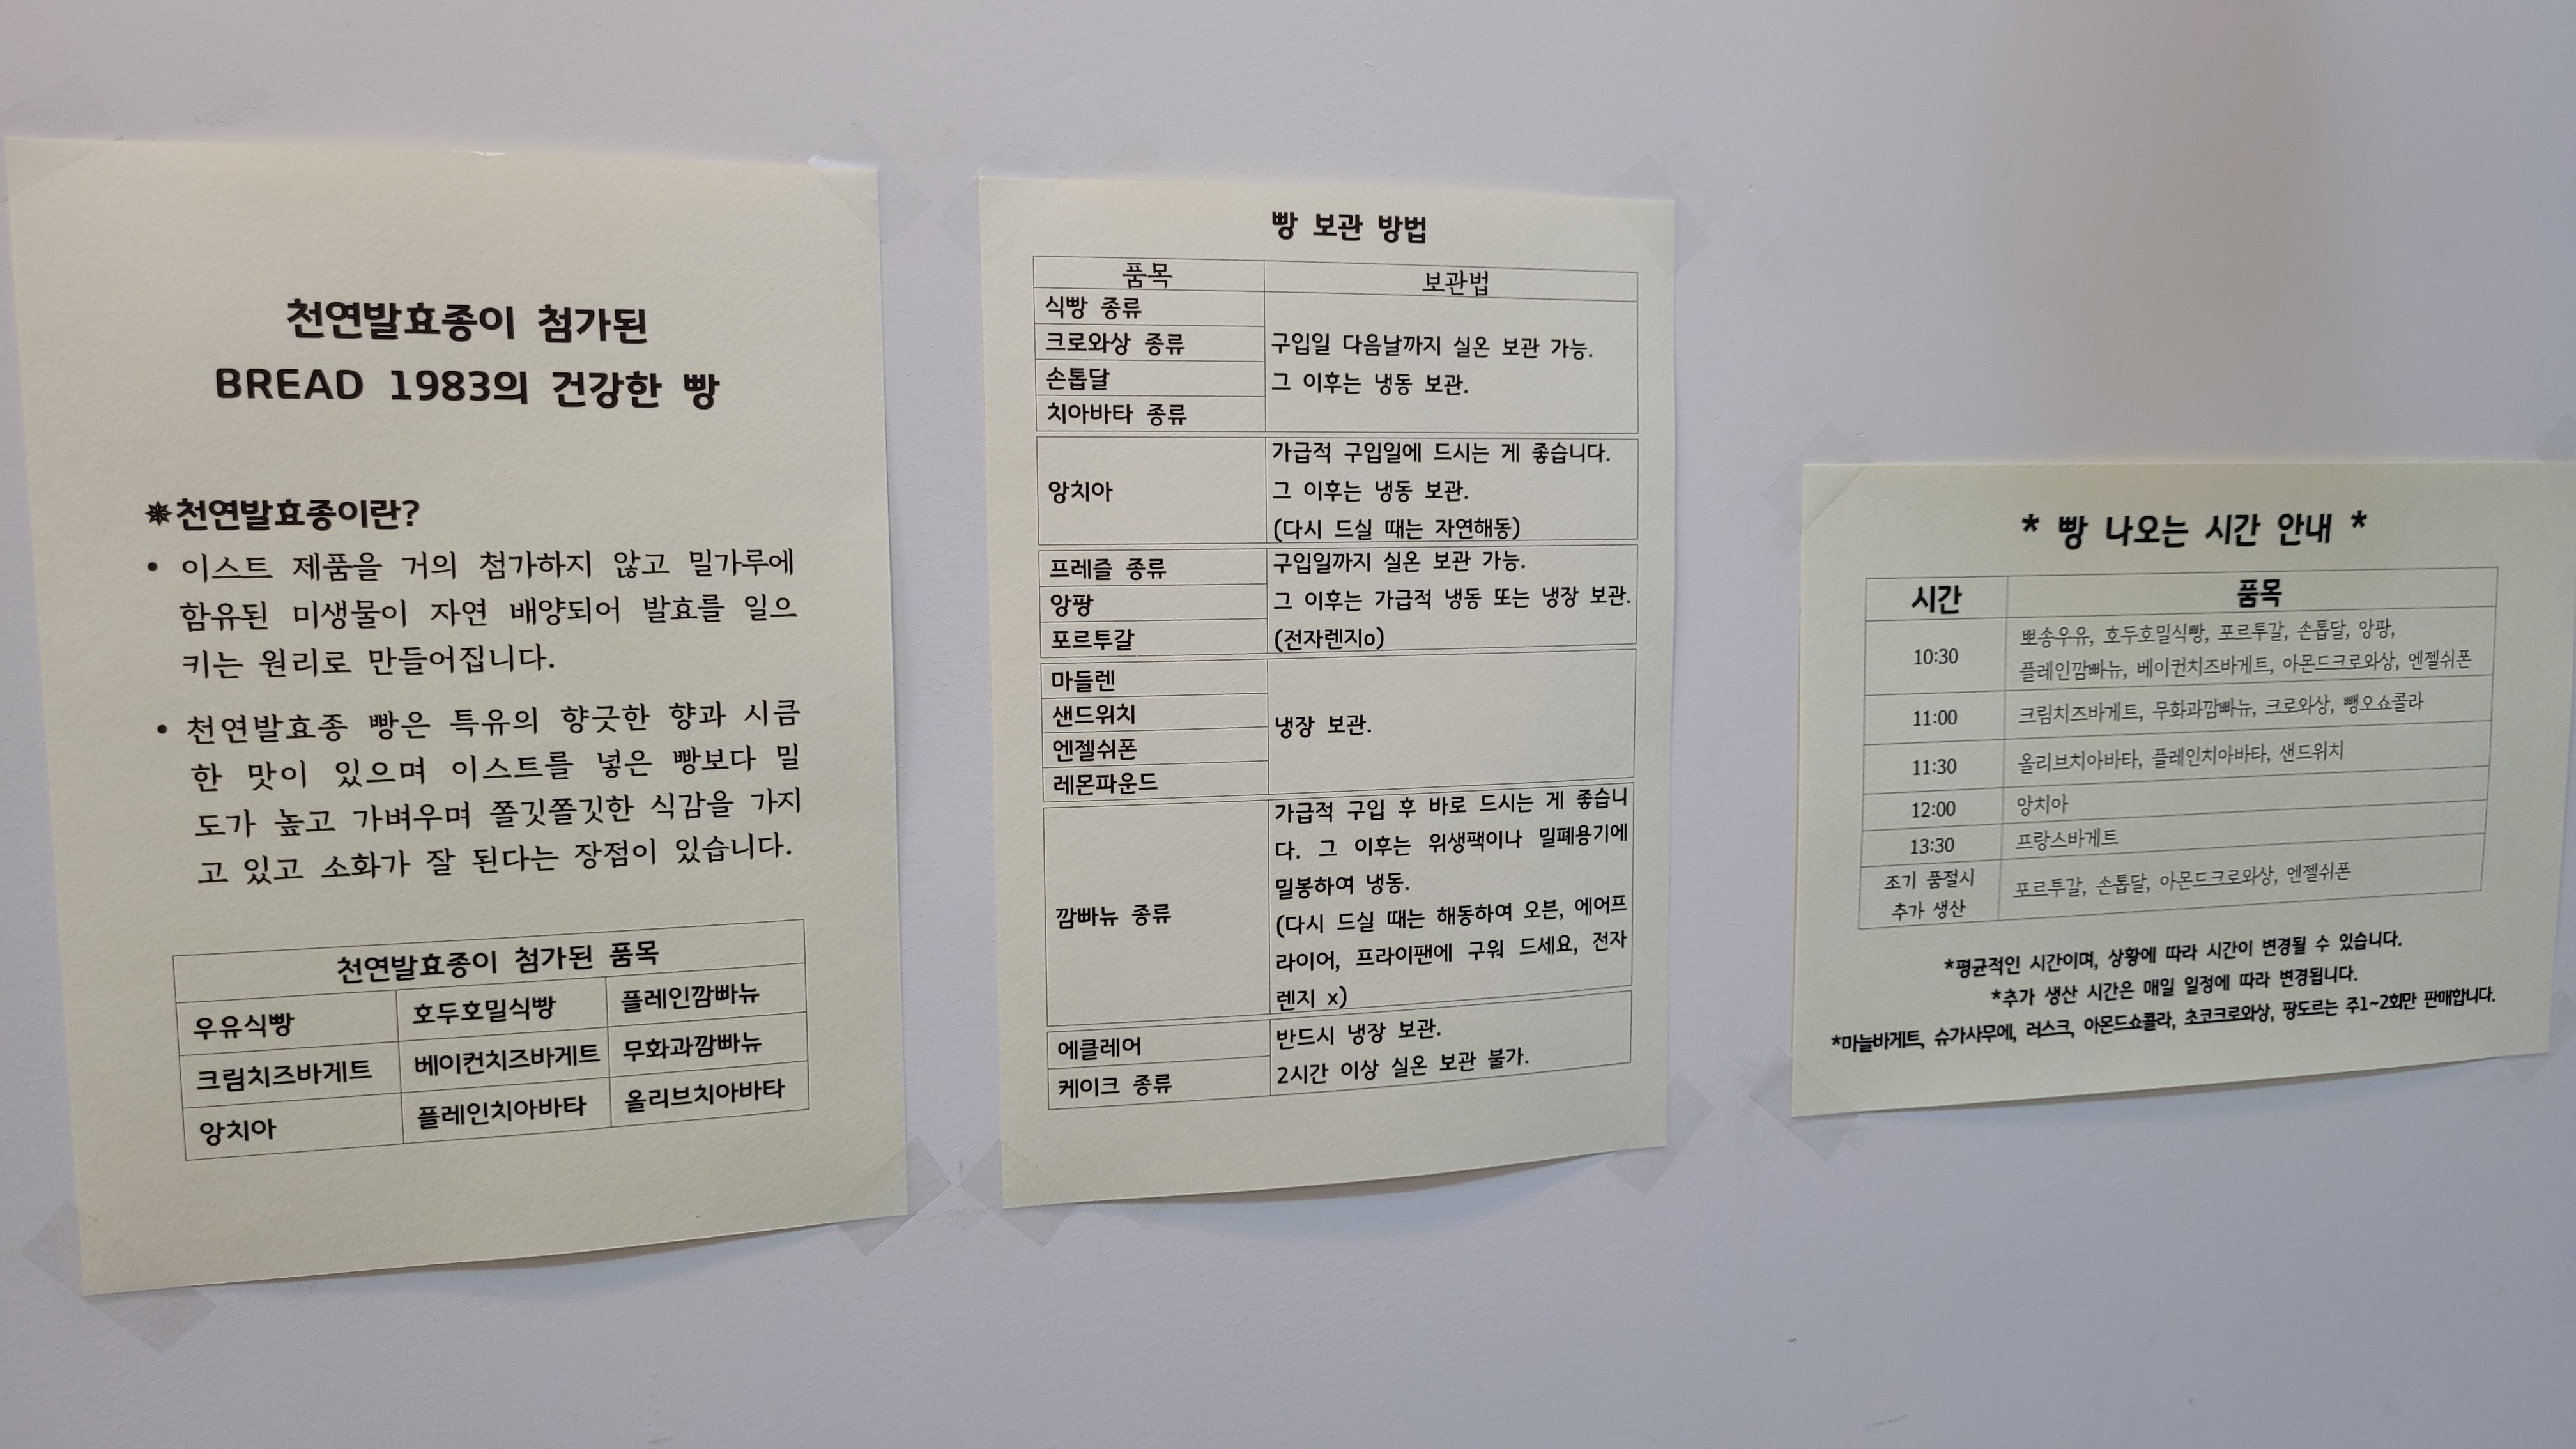 천연발효종이 첨가된
BREAD 1983의 건강한 빵
✵천연발효종이란?
• 이스트 제품을 거의 첨가하지 않고 밀가루에
함유된 미생물이 자연 배양되어 발효를 일으
키는 원리로 만들어집니다.
• 천연발효종 빵은 특유의 향긋한 향과 시큼
한 맛이 있으며 이스트를 넣은 빵보다 밀
도가 높고 가벼우며 쫄깃쫄깃한 식감을 가지
고 있고 소화가 잘 된다는 장점이 있습니다.
천연발효종이 첨가된 품목
우유식빵 호두호밀식빵 플레인깜빠뉴
크림치즈바게트 베이컨치즈바게트 무화과깜빠뉴
앙치아 플레인치아바타 올리브치아바타
빵 보관 방법
품목 보관법
식빵 종류
크로와상 종류
손톱달
치아바타 종류
구입일 다음날까지 실온 보관 가능.
그 이후는 냉동 보관.
앙치아
가급적 구입일에 드시는 게 좋습니다.
그 이후는 냉동 보관.
(다시 드실 때는 자연해동)
프레즐 종류
앙팡
포르투갈
구입일까지 실온 보관 가능.
그 이후는 가급적 냉동 또는 냉장 보관.
(전자렌지o)
마들렌
샌드위치
엔젤쉬폰
레몬파운드
냉장 보관.
깜빠뉴 종류
가급적 구입 후 바로 드시는 게 좋습니
다. 그 이후는 위생팩이나 밀폐용기에
밀봉하여 냉동.
(다시 드실 때는 해동하여 오븐, 에어프
라이어, 프라이팬에 구워 드세요, 전자
렌지 x)
에클레어
케이크 종류
반드시 냉장 보관.
2시간 이상 실온 보관 불가.
* 빵 나오는 시간 안내 *
시간 품목
10:30 뽀송우유, 호두호밀식빵, 포르투갈, 손톱달, 앙팡,
플레인깜빠뉴, 베이컨치즈바게트, 아몬드크로와상, 엔젤쉬폰
11:00 크림치즈바게트, 무화과깜빠뉴, 크로와상, 뺑오쇼콜라
11:30 올리브치아바타, 플레인치아바타, 샌드위치
12:00 앙치아
13:30 프랑스바게트
조기 품절시
추가 생산
포르투갈, 손톱달, 아몬드크로와상, 엔젤쉬폰
*평균적인 시간이며, 상황에 따라 시간이 변경될 수 있습니다.
*추가 생산 시간은 매일 일정에 따라 변경됩니다.
*마늘바게트, 슈가사무에, 러스크, 아몬드쇼콜라, 초코크로와상, 팡도르는 주1~2회만 판매합니다.